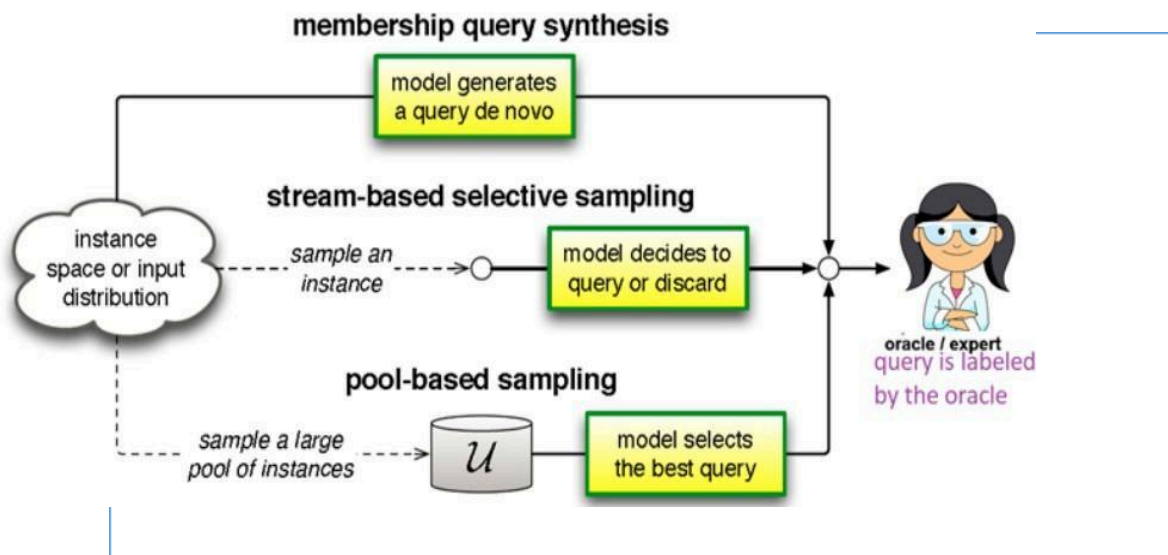 membership query synthesis
model generates
a query de novo
stream-based selective sampling
instance
space or input
distribution
sample an
instance
model decides to
query or discard
oracle / expert
query is labeled
by the oracle
pool-based sampling
sample a large
pool of instances
U
model selects
the best query